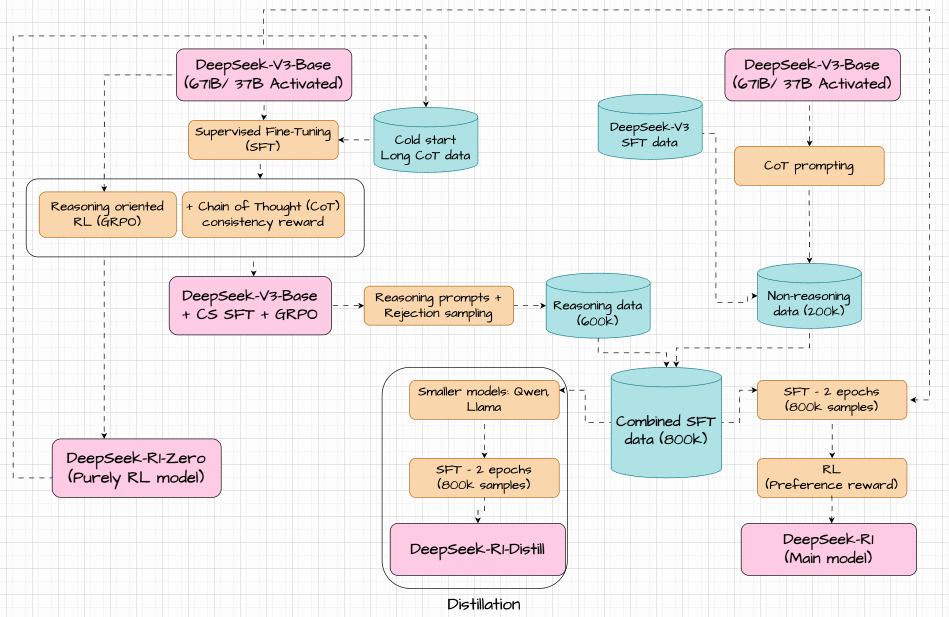 DeepSeek-V3-Base
(671B/ 37B Activated)
DeepSeek-V3-Base
(671B/ 37B Activated)
Supervised Fine-Tuning
(SFT)
Cold start
Long CoT data
DeepSeek-V3
SFT data
CoT prompting
Reasoning oriented
RL (GRPO)
+ Chain of Thought (CoT)
consistency reward
DeepSeek-V3-Base
+ CS SFT + GRPO
Reasoning prompts +
Rejection sampling
Reasoning data
(600k)
Non-reasoning
data (200k)
Smaller models: Qwen,
Llama
Combined SFT
data (800k)
SFT - 2 epochs
(800k samples)
DeepSeek-R1-Zero
(Purely RL model)
SFT - 2 epochs
(800k samples)
RL
(Preference reward)
DeepSeek-R1-Distill
DeepSeek-R1
(Main model)
Distillation